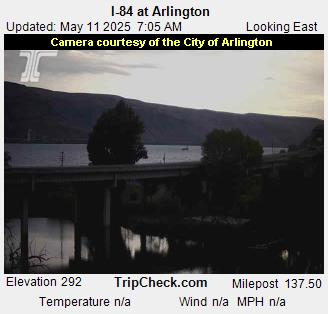 I-84 at Arlington
Updated: May 11 2025 7:05 AM Looking East
Camera courtesy of the City of Arlington
Elevation 292 TripCheck.com Milepost 137.50
Temperature n/a Wind n/a MPH n/a